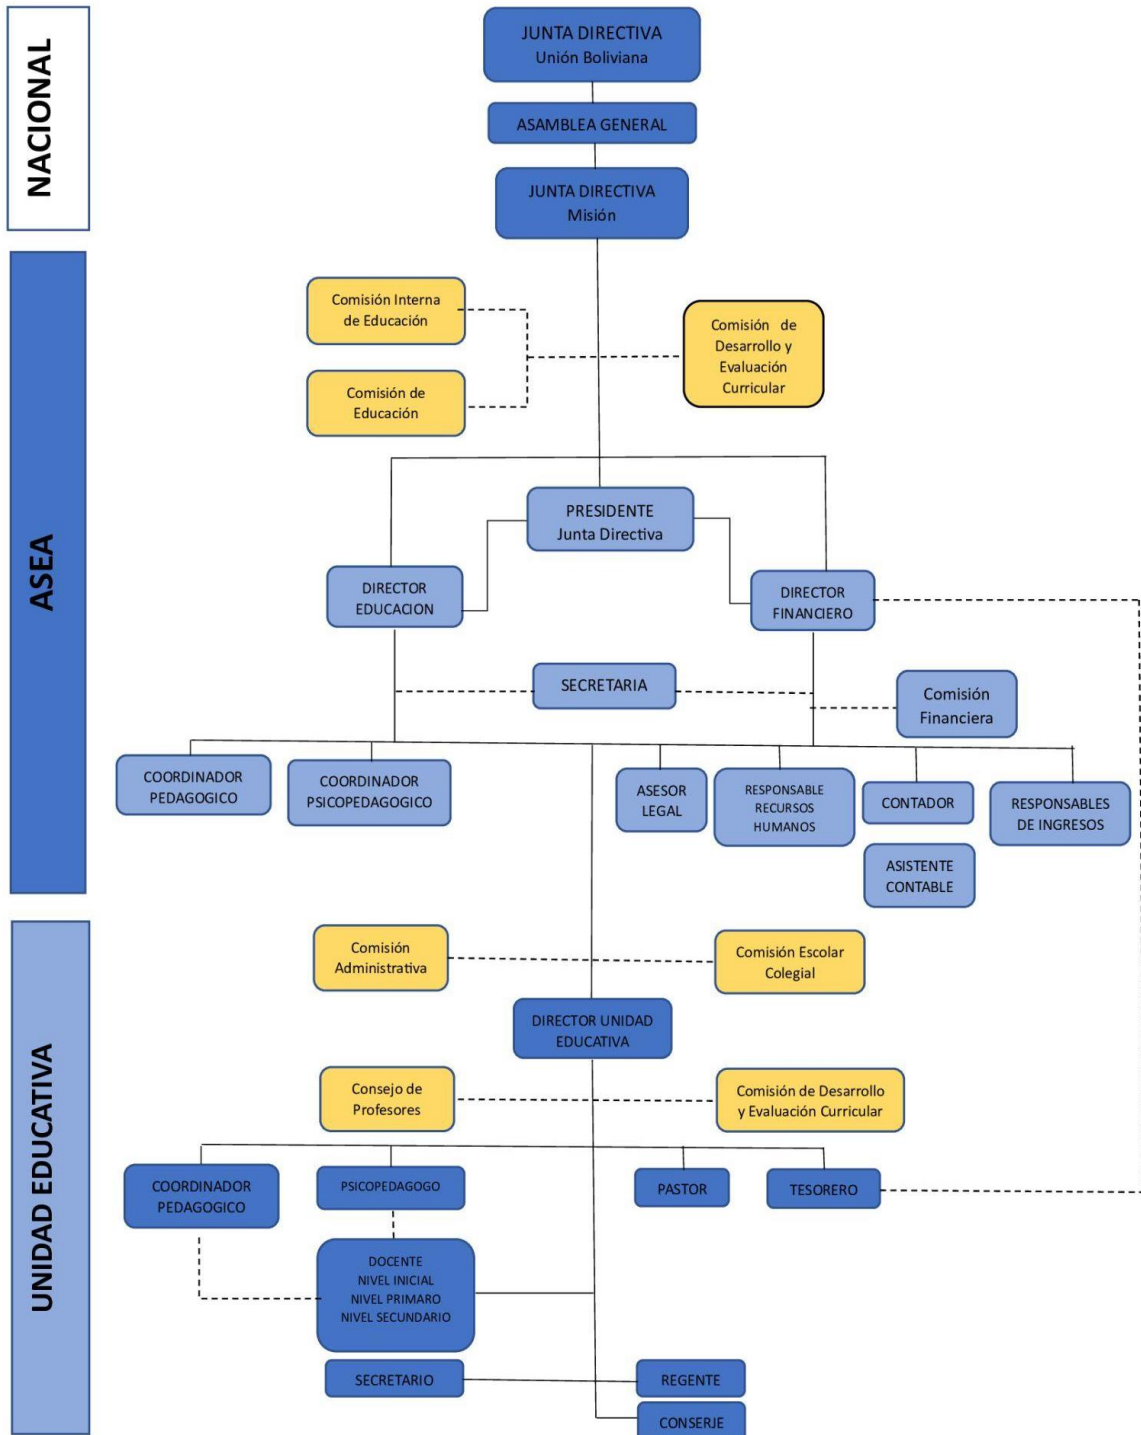 NACIONAL
JUNTA DIRECTIVA
Unión Boliviana
ASAMBLEA GENERAL
JUNTA DIRECTIVA
Misión
ASEA
Comisión Interna
de Educación
Comisión de
Desarrollo y
Evaluación
Curricular
Comisión de
Educación
PRESIDENTE
Junta Directiva
DIRECTOR
EDUCACION
DIRECTOR
FINANCIERO
SECRETARIA
Comisión
Financiera
COORDINADOR
PEDAGOGICO
COORDINADOR
PSICOPEDAGOGICO
ASESOR
LEGAL
RESPONSABLE
RECURSOS
HUMANOS
CONTADOR
RESPONSABLES
DE INGRESOS
ASISTENTE
CONTABLE
UNIDAD EDUCATIVA
Comisión
Administrativa
Comisión Escolar
Colegial
DIRECTOR UNIDAD
EDUCATIVA
Consejo de
Profesores
Comisión de Desarrollo
y Evaluación Curricular
COORDINADOR
PEDAGOGICO
PSICOPEDAGOGO
PASTOR
TESORERO
DOCENTE
NIVEL INICIAL
NIVEL PRIMARO
NIVEL SECUNDARIO
SECRETARIO
REGENTE
CONSERJE